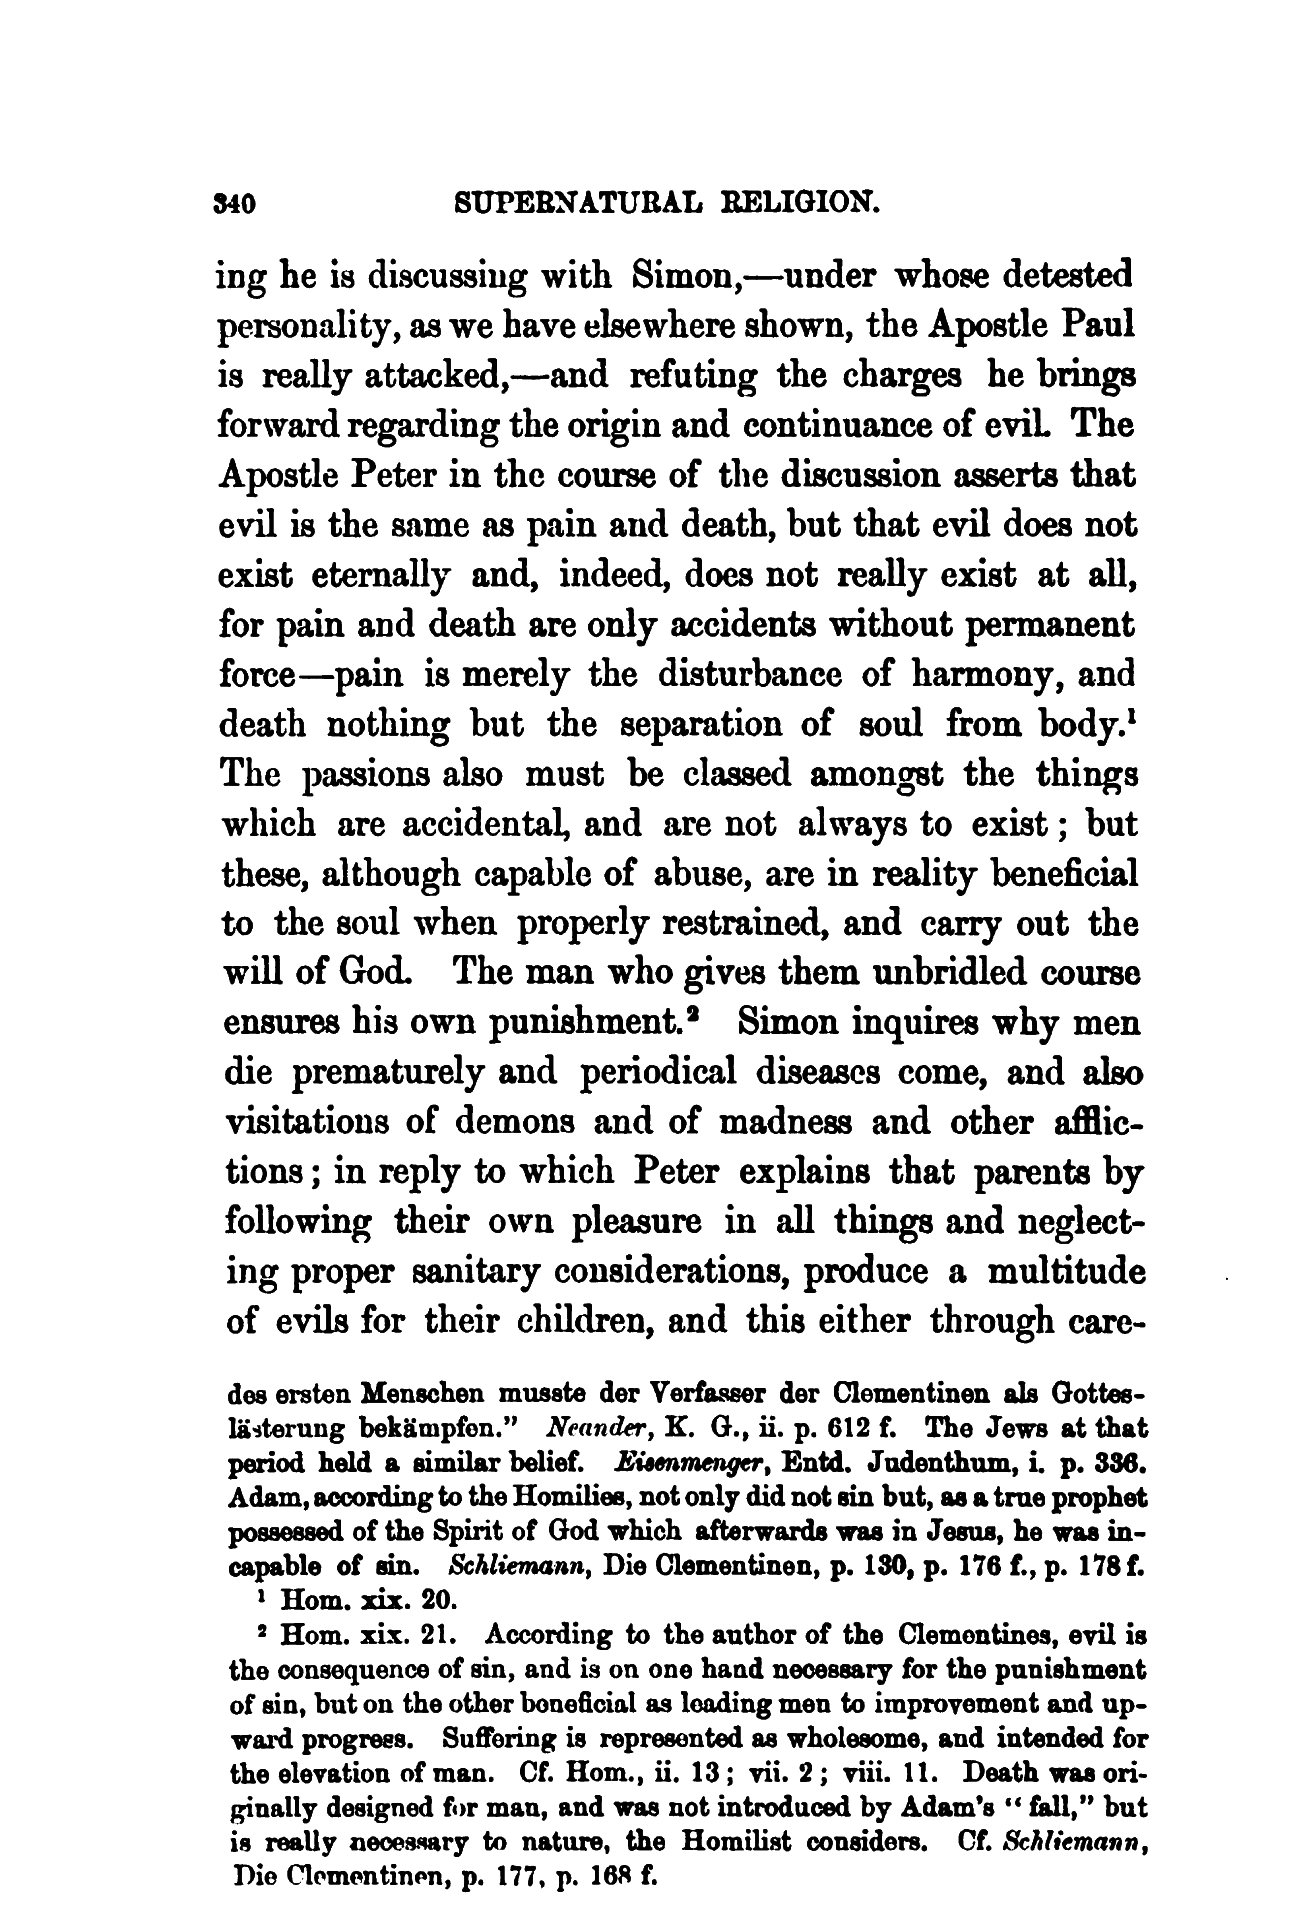 340 SUPERNATURAL RELIGION.
ing he is discussing with Simon,—under whose detested
personality, as we have elsewhere shown, the Apostle Paul
is really attacked,—and refuting the charges he brings
forward regarding the origin and continuance of evil. The
Apostle Peter in the course of the discussion asserts that
evil is the same as pain and death, but that evil does not
exist eternally and, indeed, does not really exist at all,
for pain and death are only accidents without permanent
force—pain is merely the disturbance of harmony, and
death nothing but the separation of soul from body.¹
The passions also must be classed amongst the things
which are accidental, and are not always to exist; but
these, although capable of abuse, are in reality beneficial
to the soul when properly restrained, and carry out the
will of God. The man who gives them unbridled course
ensures his own punishment.² Simon inquires why men
die prematurely and periodical diseases come, and also
visitations of demons and of madness and other afflic-
tions; in reply to which Peter explains that parents by
following their own pleasure in all things and neglect-
ing proper sanitary considerations, produce a multitude
of evils for their children, and this either through care-
des ersten Menschen musste der Verfasser der Clementinen als Gottes-
lästerung bekämpfen." Neander, K. G., ii. p. 612 f. The Jews at that
period held a similar belief. Eisenmenger, Entd. Judenthum, i. p. 336.
Adam, according to the Homilies, not only did not sin but, as a true prophet
possessed of the Spirit of God which afterwards was in Jesus, he was in-
capable of sin. Schliemann, Die Clementinen, p. 130, p. 176 f., p. 178 f.
¹ Hom. xix. 20.
² Hom. xix. 21. According to the author of the Clementines, evil is
the consequence of sin, and is on one hand necessary for the punishment
of sin, but on the other beneficial as leading men to improvement and up-
ward progress. Suffering is represented as wholesome, and intended for
the elevation of man. Cf. Hom., ii. 13; vii. 2; viii. 11. Death was ori-
ginally designed for man, and was not introduced by Adam's "fall," but
is really necessary to nature, the Homilist considers. Cf. Schliemann,
Die Clementinen, p. 177, p. 168 f.